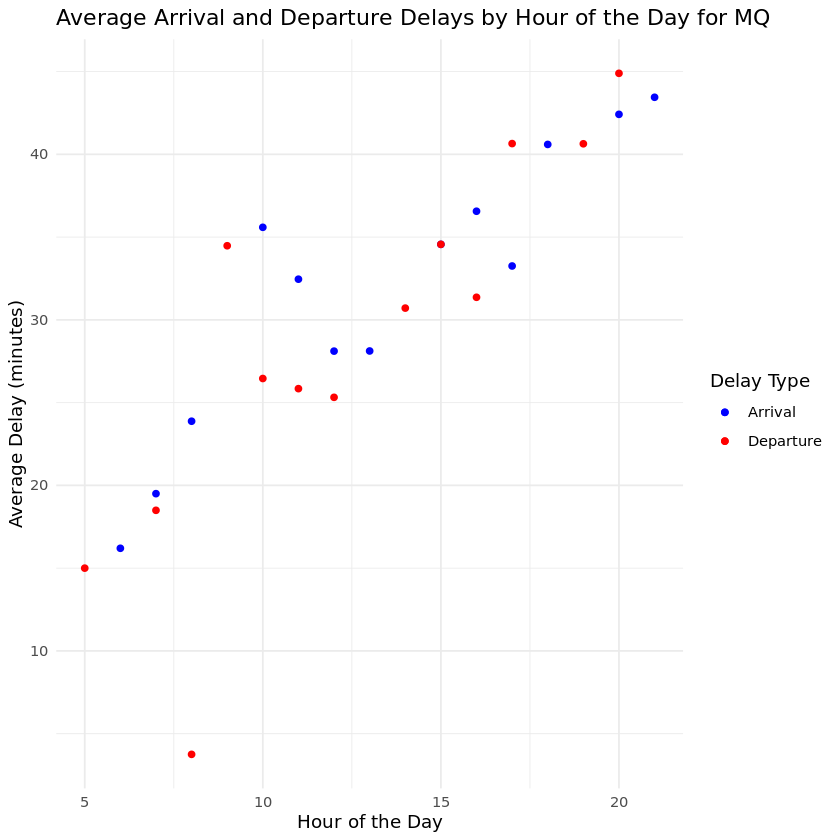 Average Arrival and Departure Delays by Hour of the Day for MQ
Average Delay (minutes)
40
30
20
10
5
10
15
20
Hour of the Day
Delay Type
Arrival
Departure